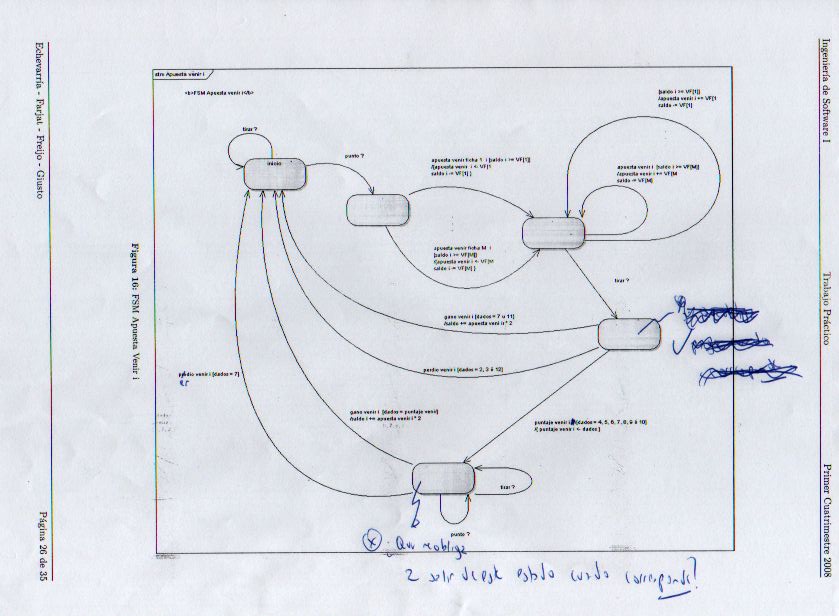 Ingeniería de Software I
Trabajo Práctico
Primer Cuatrimestre 2008
stm Apuesta venir i
<b>FSM Apuesta venir i</b>
tirar ?
inicio
punto ?
apuesta venir ficha 1 i [saldo i >= VF[1]]
/{apuesta venir i <- VF[1
saldo i -= VF[1] }
[saldo i >= VF[1]]
/apuesta venir i += VF[1
saldo -= VF[1]
apuesta venir i [saldo i >= VF[M]]
/apuesta venir i += VF[M
saldo -= VF[M]
apuesta venir ficha M i
[saldo i >= VF[M]]
/{apuesta venir i <- VF[M
saldo i -= VF[M] }
tirar ?
gano venir i [dados = 7 u 11]
/saldo += apuesta venir i * 2
perdio venir i [dados = 2, 3 ó 12]
perdio venir i [dados = 7]
gano venir i [dados = puntaje venir i]
/saldo i += apuesta venir i * 2
puntaje venir i [dados = 4, 5, 6, 7, 8, 9 ó 10]
/{ puntaje venir i <- dados }
tirar ?
punto ?
(x) . Que obliga
a salir de este estado cuando corresponde?
Figura 16: FSM Apuesta Venir i
Echevarría - Farjat - Freijo - Giusto
Página 26 de 35